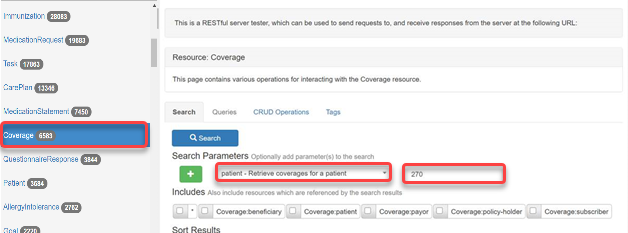 Immunization 28083
MedicationRequest 19883
Task 17863
CarePlan 13346
MedicationStatement 7450
Coverage 6583
QuestionnaireResponse 3844
Patient 3684
AllergyIntolerance 2762
Goal 2270
This is a RESTful server tester, which can be used to send requests to, and receive responses from the server at the following URL:
Resource: Coverage
This page contains various operations for interacting with the Coverage resource.
Search Queries CRUD Operations Tags
Search
Search Parameters Optionally add parameter(s) to the search
+ patient - Retrieve coverages for a patient 270
Includes Also include resources which are referenced by the search results
* Coverage:beneficiary Coverage:patient Coverage:payor Coverage:policy-holder Coverage:subscriber
Sort Results